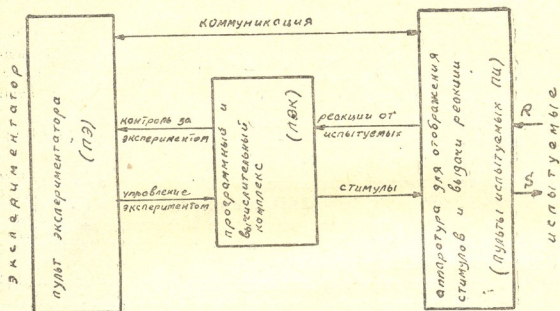 коммуникация
экспериментатор
пульт экспериментатора
(ПЭ)
контроль за
экспериментом
управление
экспериментом
программный и
вычислительный
комплекс
(ПВК)
реакции от
испытуемых
стимулы
аппаратура для отображения
стимулов и выдачи реакции
(пульты испытуемых ПИ)
R
S
испытуемые